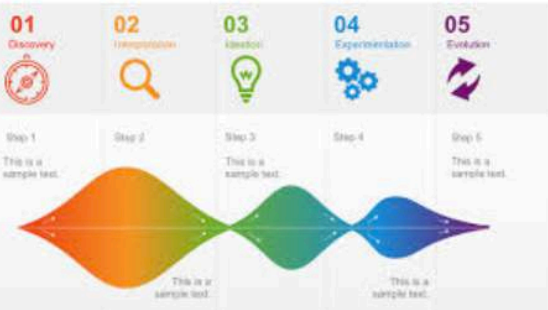 01
Discovery
02
Interpretation
03
Ideation
04
Experimentation
05
Evolution
Step 1
Step 2
Step 3
Step 4
Step 5
This is a
sample text.
This is a
sample text.
This is a
sample text.
This is a
sample text.
This is a
sample text.